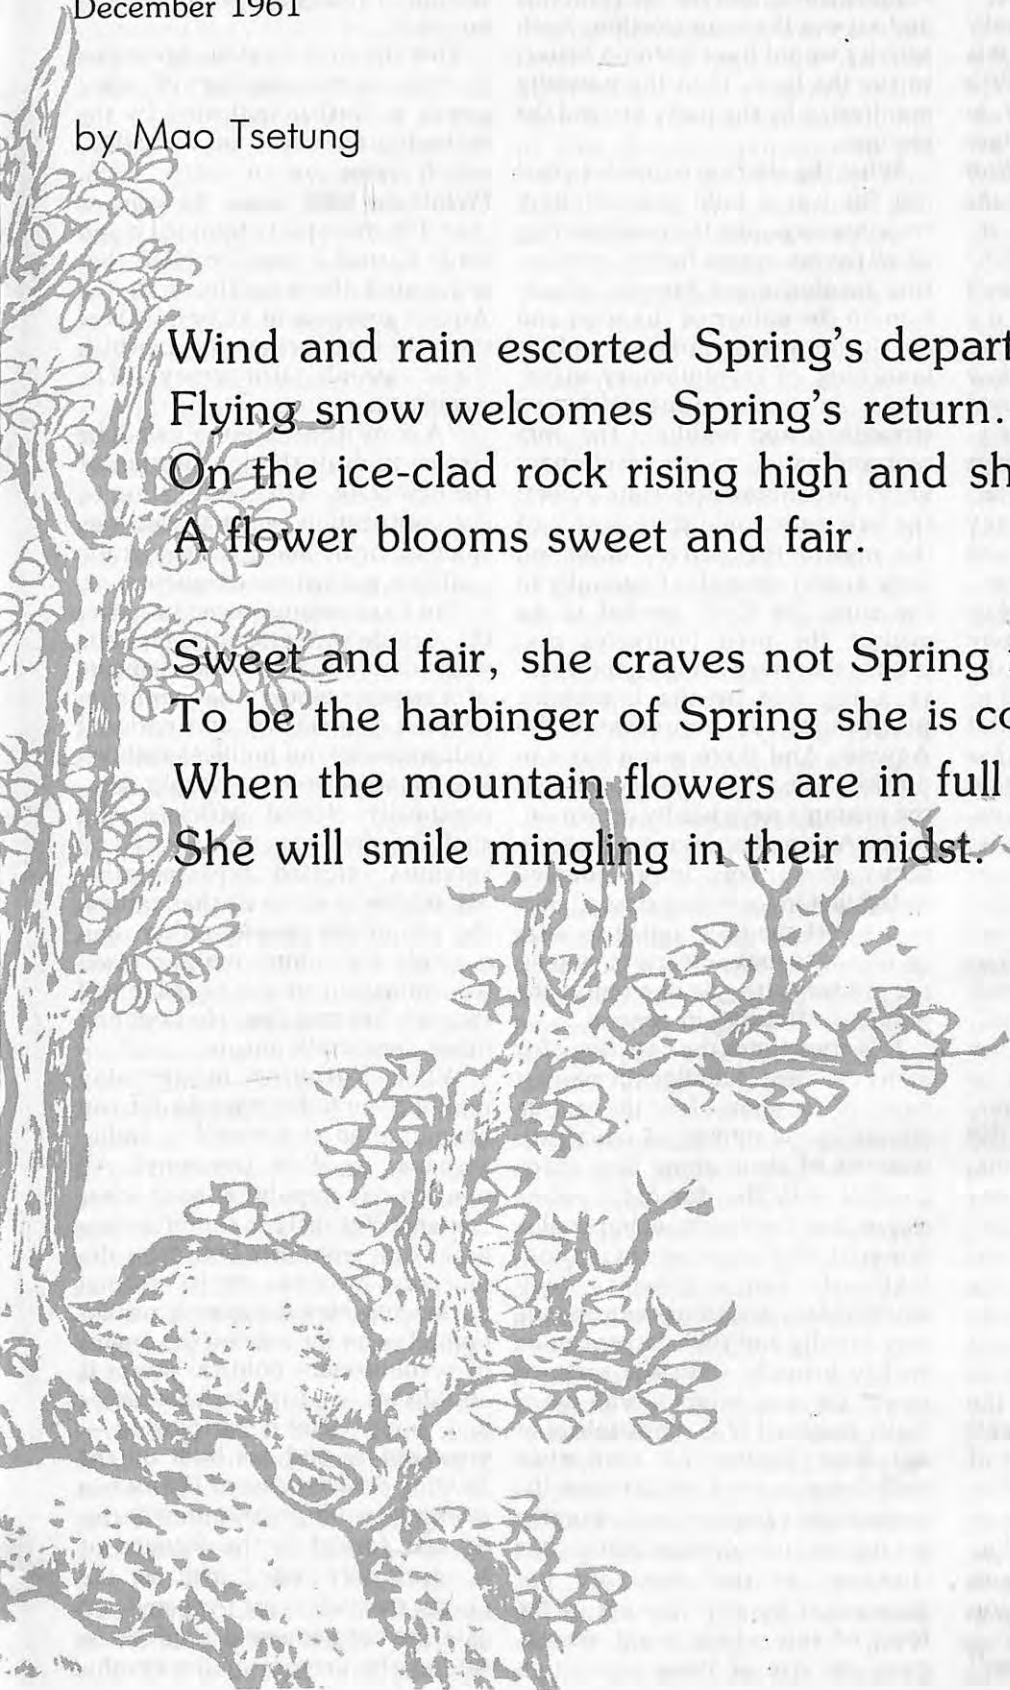 December 1961
by Mao Tsetung
Wind and rain escorted Spring's depart
Flying snow welcomes Spring's return.
On the ice-clad rock rising high and sh
A flower blooms sweet and fair.
Sweet and fair, she craves not Spring
To be the harbinger of Spring she is co
When the mountain flowers are in full
She will smile mingling in their midst.